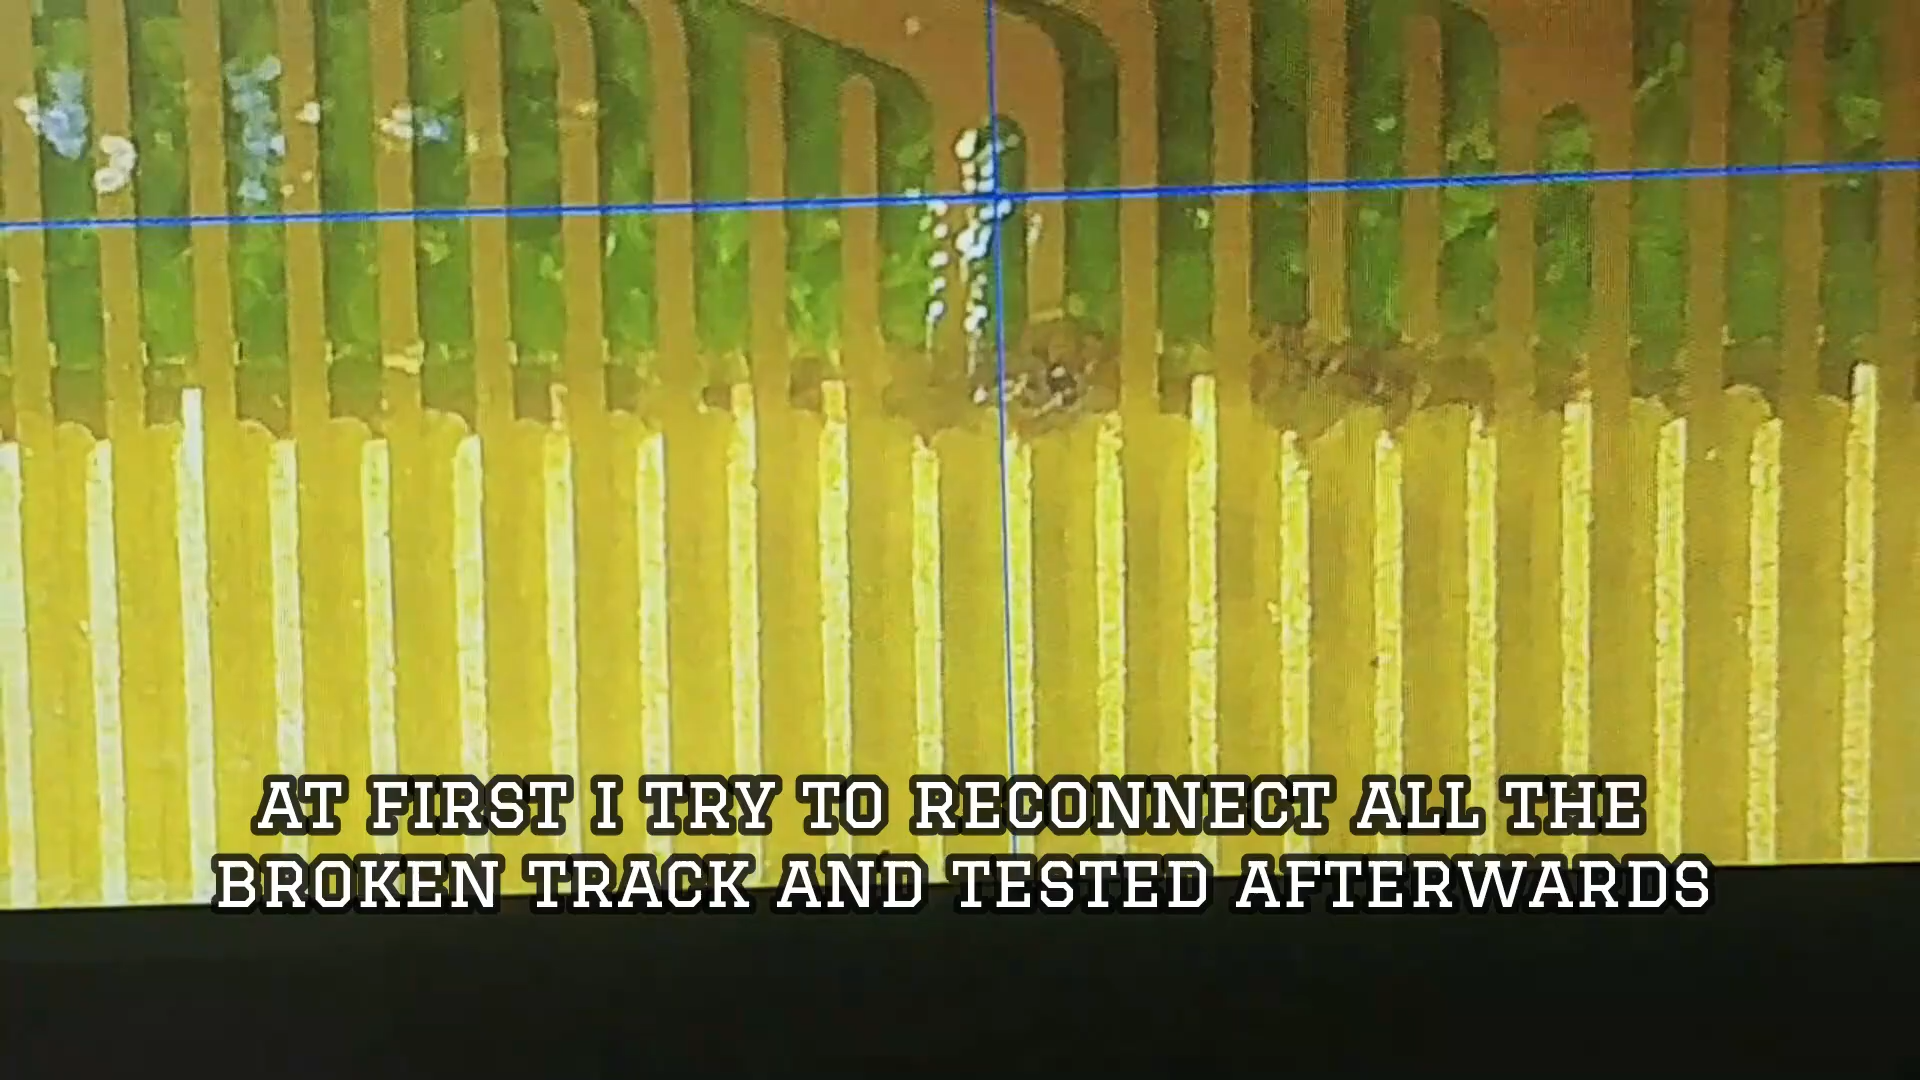 AT FIRST I TRY TO RECONNECT ALL THE
BROKEN TRACK AND TESTED AFTERWARDS